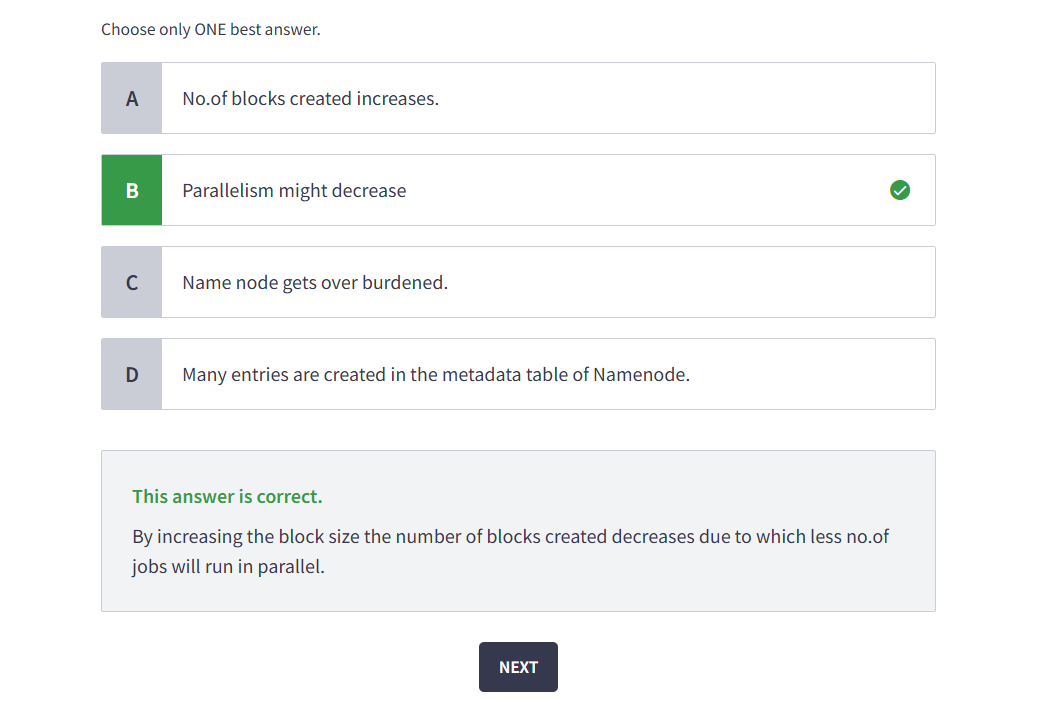 Choose only ONE best answer.
A
No.of blocks created increases.
B
Parallelism might decrease
C
Name node gets over burdened.
D
Many entries are created in the metadata table of Namenode.
This answer is correct.
By increasing the block size the number of blocks created decreases due to which less no.of
jobs will run in parallel.
NEXT